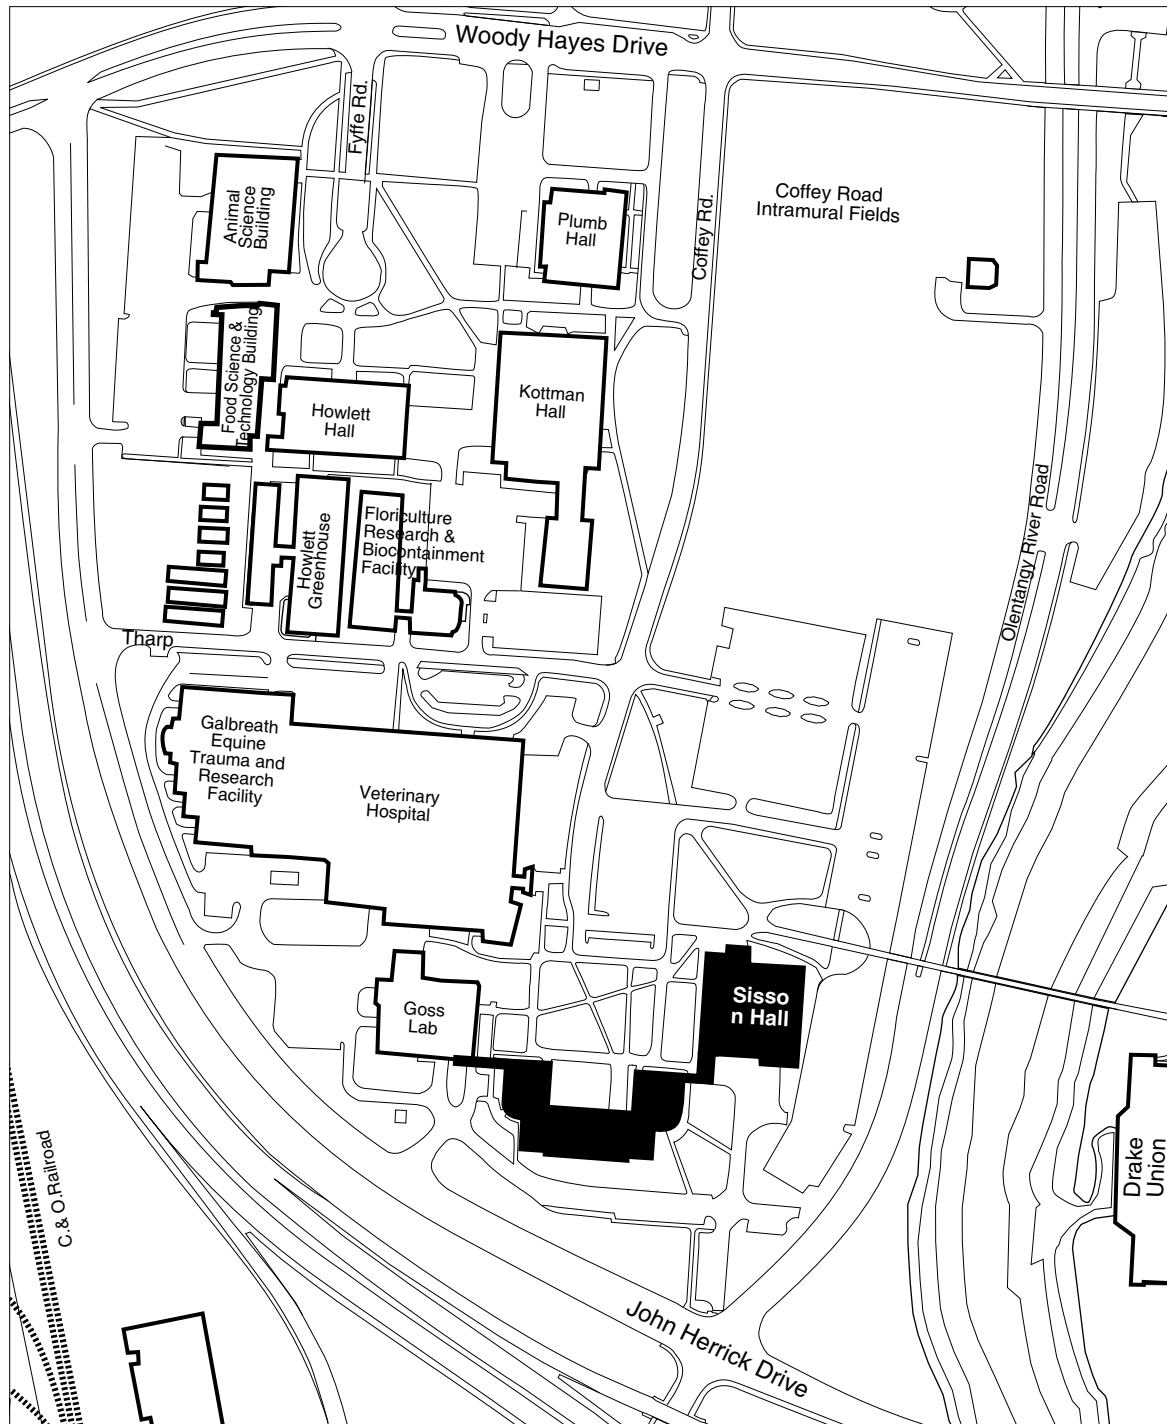 Woody Hayes Drive
Fyffe Rd.
Coffey Rd.
Coffey Road
Intramural Fields
Animal
Science
Building
Plumb
Hall
Food Science &
Technology Building
Howlett
Hall
Kottman
Hall
Howlett
Greenhouse
Floriculture
Research &
Biocontainment
Facility
Olentangy River Road
Tharp
Galbreath
Equine
Trauma and
Research
Facility
Veterinary
Hospital
Goss
Lab
Sisso
n Hall
Drake
Union
C.& O.Railroad
John Herrick Drive